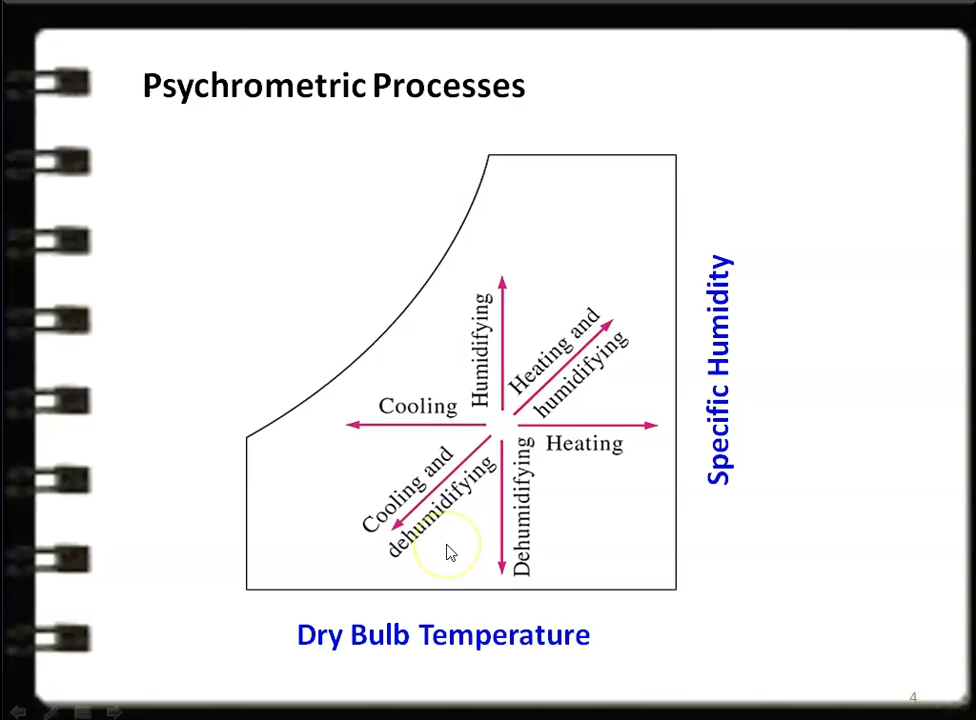 Psychrometric Processes
Humidifying
Heating and
humidifying
Cooling
Heating
Cooling and
dehumidifying
Dehumidifying
Specific Humidity
Dry Bulb Temperature
4